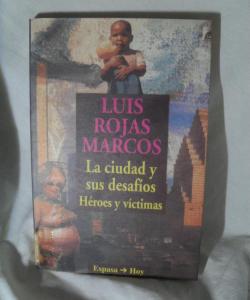 LUIS
ROJAS
MARCOS
La ciudad y
sus desafíos
Héroes y víctimas
Espasa → Hoy